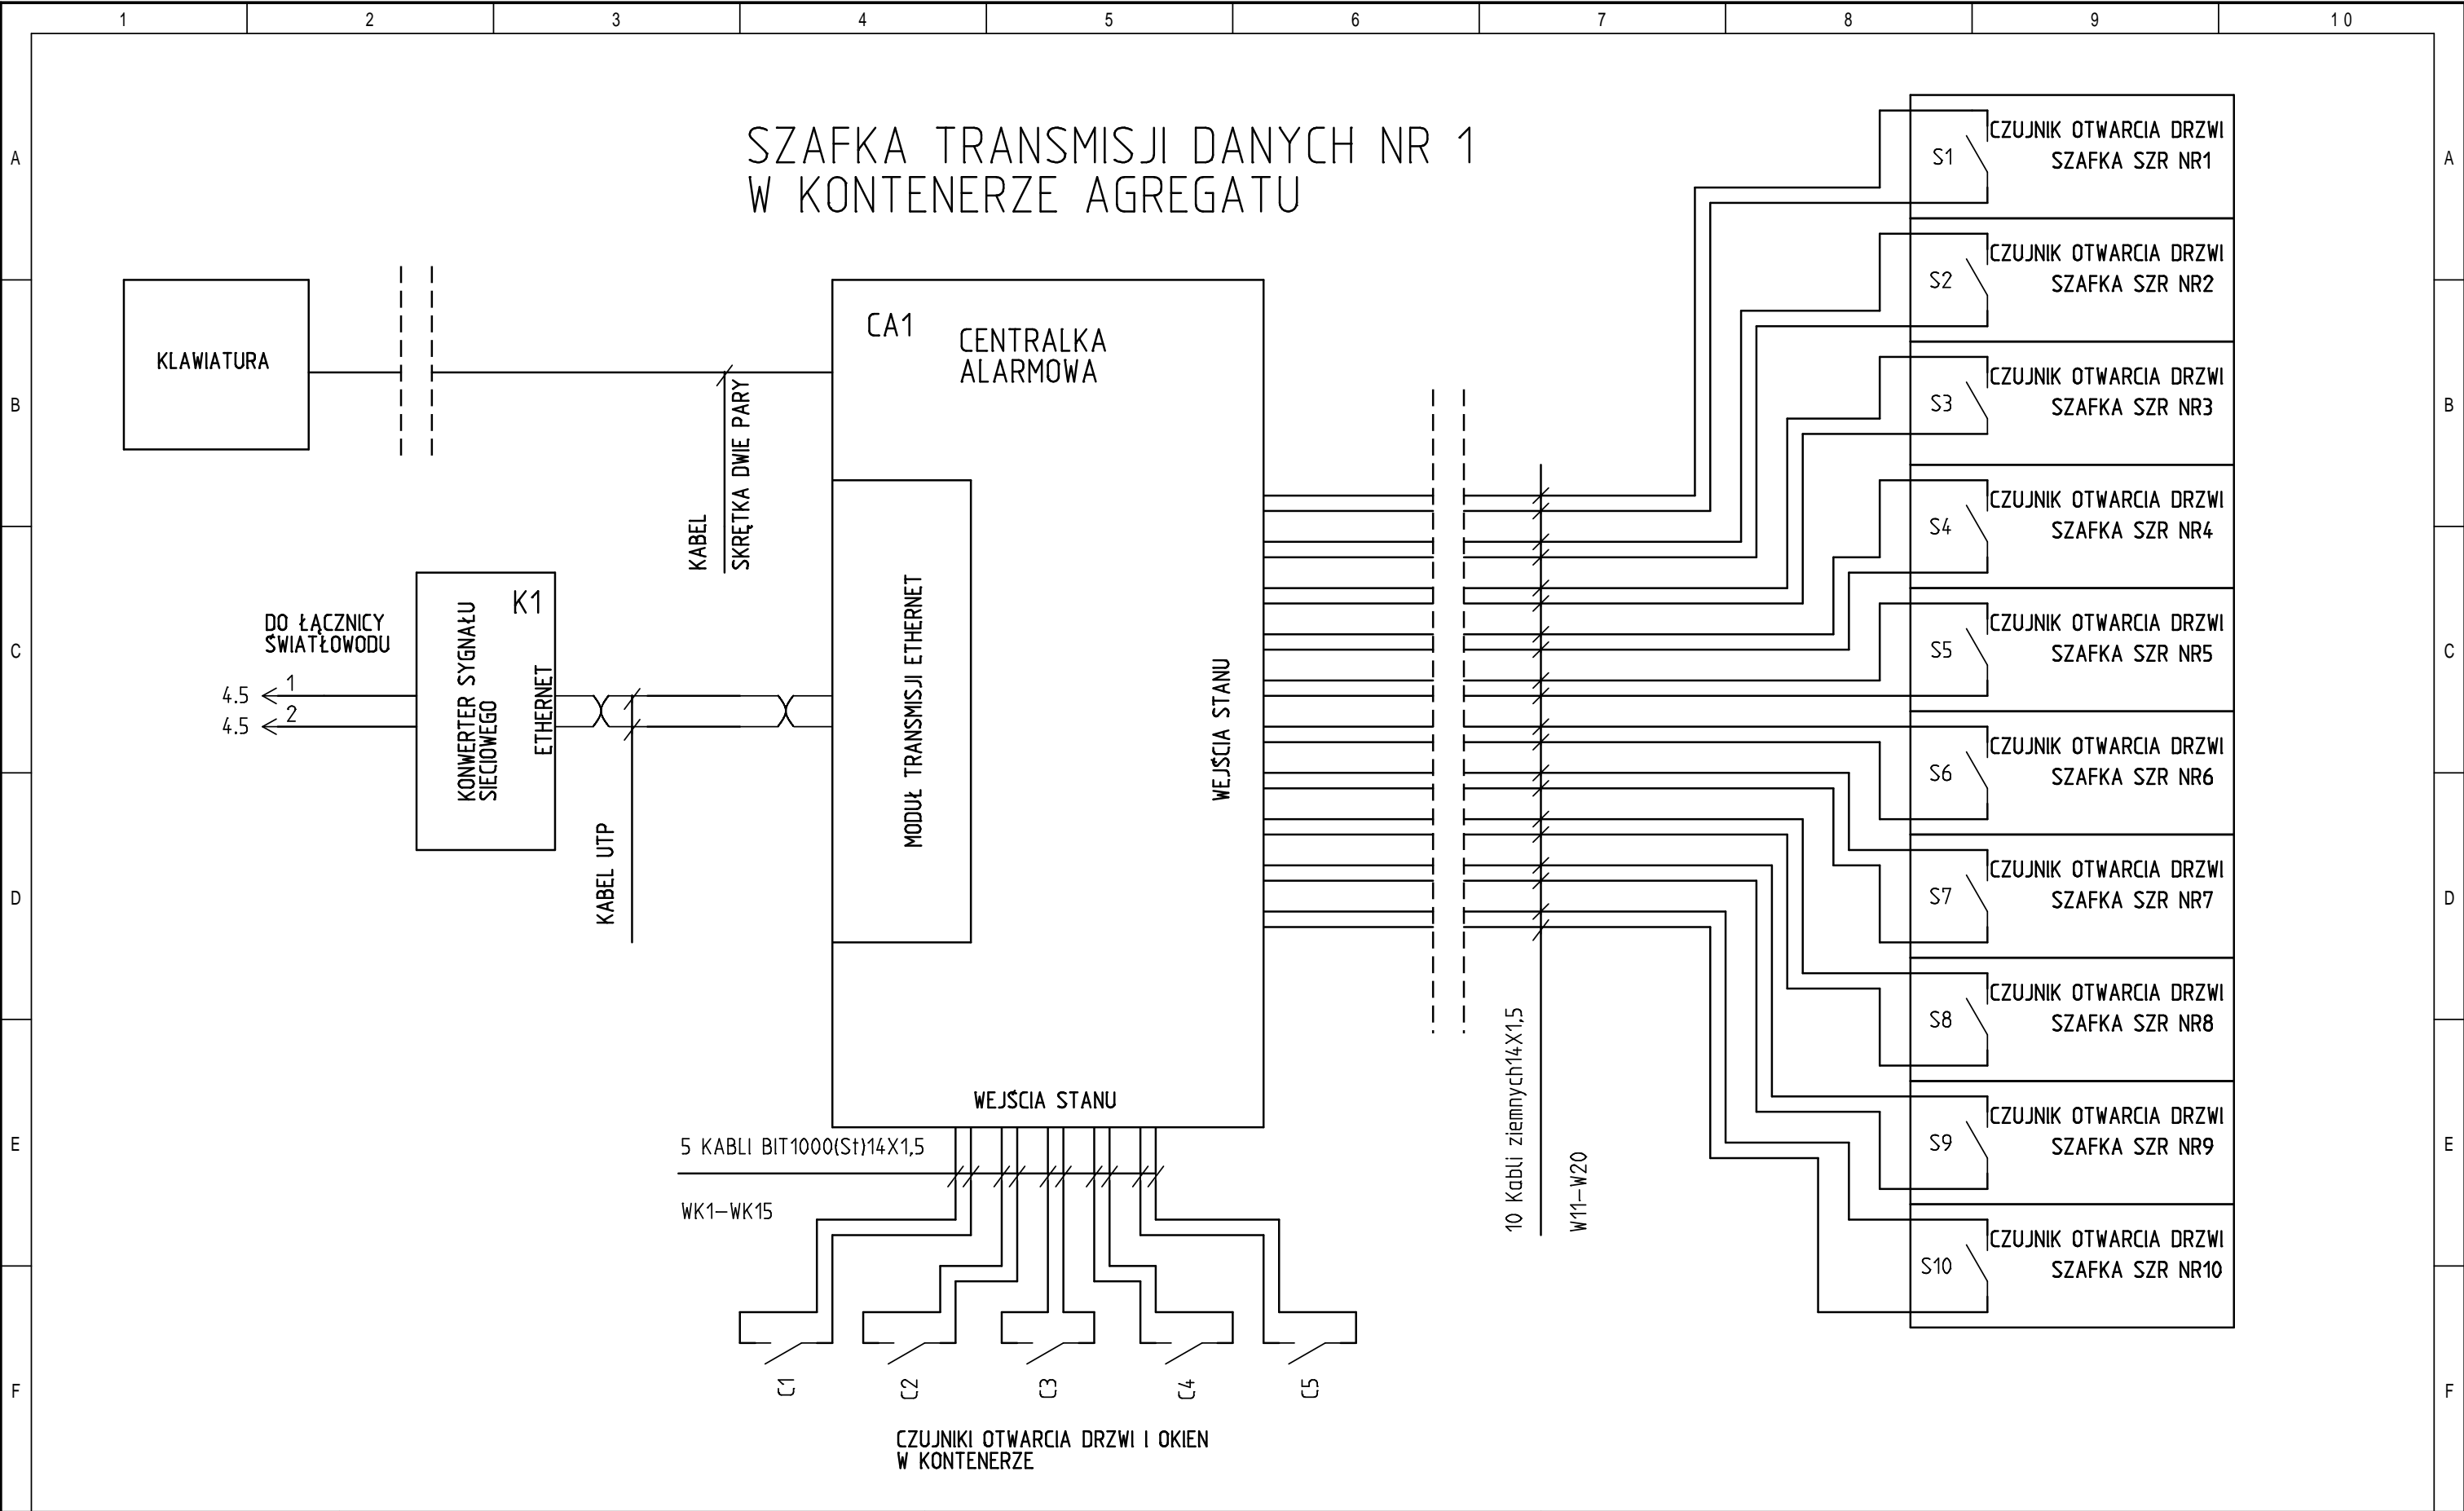 1 2 3 4 5 6 7 8 9 10
A A
B B
C C
D D
E E
F F
SZAFKA TRANSMISJI DANYCH NR 1
W KONTENERZE AGREGATU
KLAWIATURA
CA1
CENTRALKA
ALARMOWA
KABEL
SKRĘTKA DWIE PARY
DO ŁĄCZNICY
ŚWIATŁOWODU
4.5 1
4.5 2
K1
KONWERTER SYGNAŁU
SIECIOWEGO
ETHERNET
KABEL UTP
MODUŁ TRANSMISJI ETHERNET
WEJŚCIA STANU
WEJŚCIA STANU
5 KABLI BIT1000(St)14X1,5
WK1-WK15
C1
C2
C3
C4
C5
CZUJNIKI OTWARCIA DRZWI I OKIEN
W KONTENERZE
10 Kabli ziemnych14X1,5
W11-W20
S1
CZUJNIK OTWARCIA DRZWI
SZAFKA SZR NR1
S2
CZUJNIK OTWARCIA DRZWI
SZAFKA SZR NR2
S3
CZUJNIK OTWARCIA DRZWI
SZAFKA SZR NR3
S4
CZUJNIK OTWARCIA DRZWI
SZAFKA SZR NR4
S5
CZUJNIK OTWARCIA DRZWI
SZAFKA SZR NR5
S6
CZUJNIK OTWARCIA DRZWI
SZAFKA SZR NR6
S7
CZUJNIK OTWARCIA DRZWI
SZAFKA SZR NR7
S8
CZUJNIK OTWARCIA DRZWI
SZAFKA SZR NR8
S9
CZUJNIK OTWARCIA DRZWI
SZAFKA SZR NR9
S10
CZUJNIK OTWARCIA DRZWI
SZAFKA SZR NR10